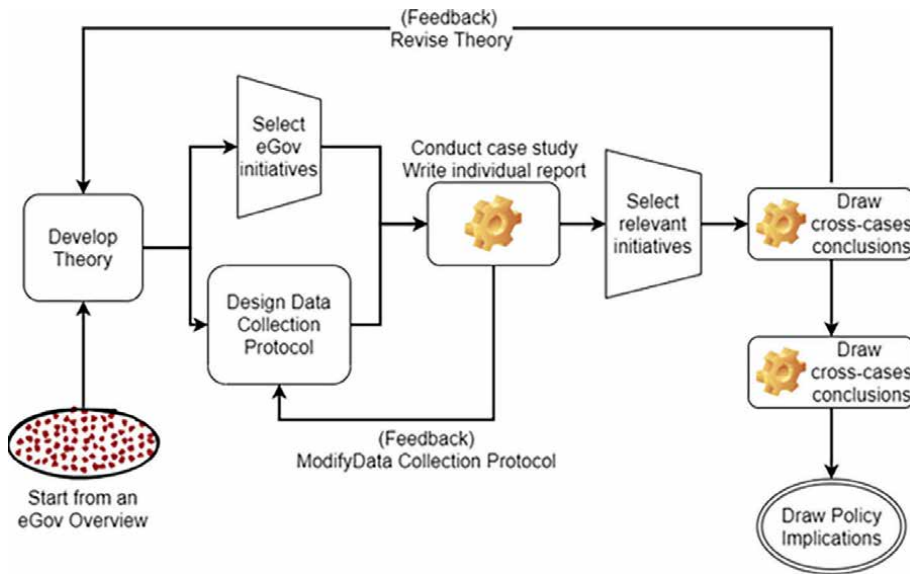 (Feedback)
Revise Theory
Select
eGov
initiatives
Conduct case study
Write individual report
Develop
Theory
Select
relevant
initiatives
Draw
cross-cases
conclusions
Design Data
Collection
Protocol
Draw
cross-cases
conclusions
(Feedback)
ModifyData Collection Protocol
Start from an
eGov Overview
Draw Policy
Implications